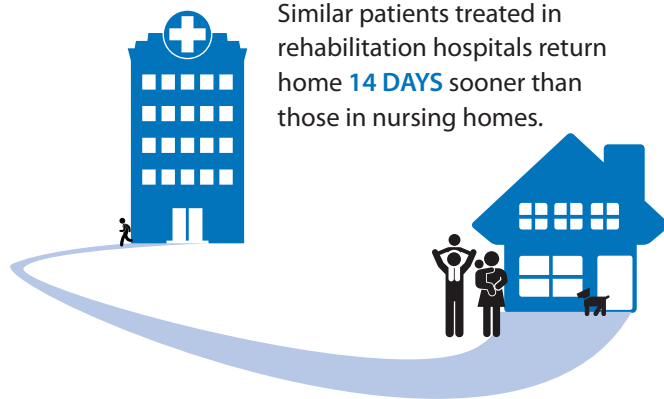 Similar patients treated in
rehabilitation hospitals return
home 14 DAYS sooner than
those in nursing homes.